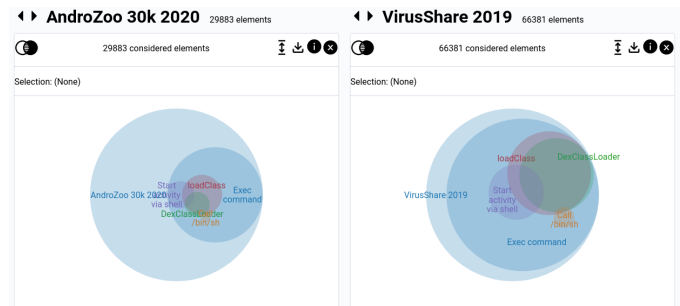 AndroZoo 30k 2020 29883 elements
29883 considered elements
Selection: (None)
AndroZoo 30k 2020
Start
activity
via shell
loadClass
Exec
command
DexClassLoader
/bin/sh
VirusShare 2019 66381 elements
66381 considered elements
Selection: (None)
loadClass
DexClassLoader
VirusShare 2019
Start
activity
via shell
Call
/bin/sh
Exec command